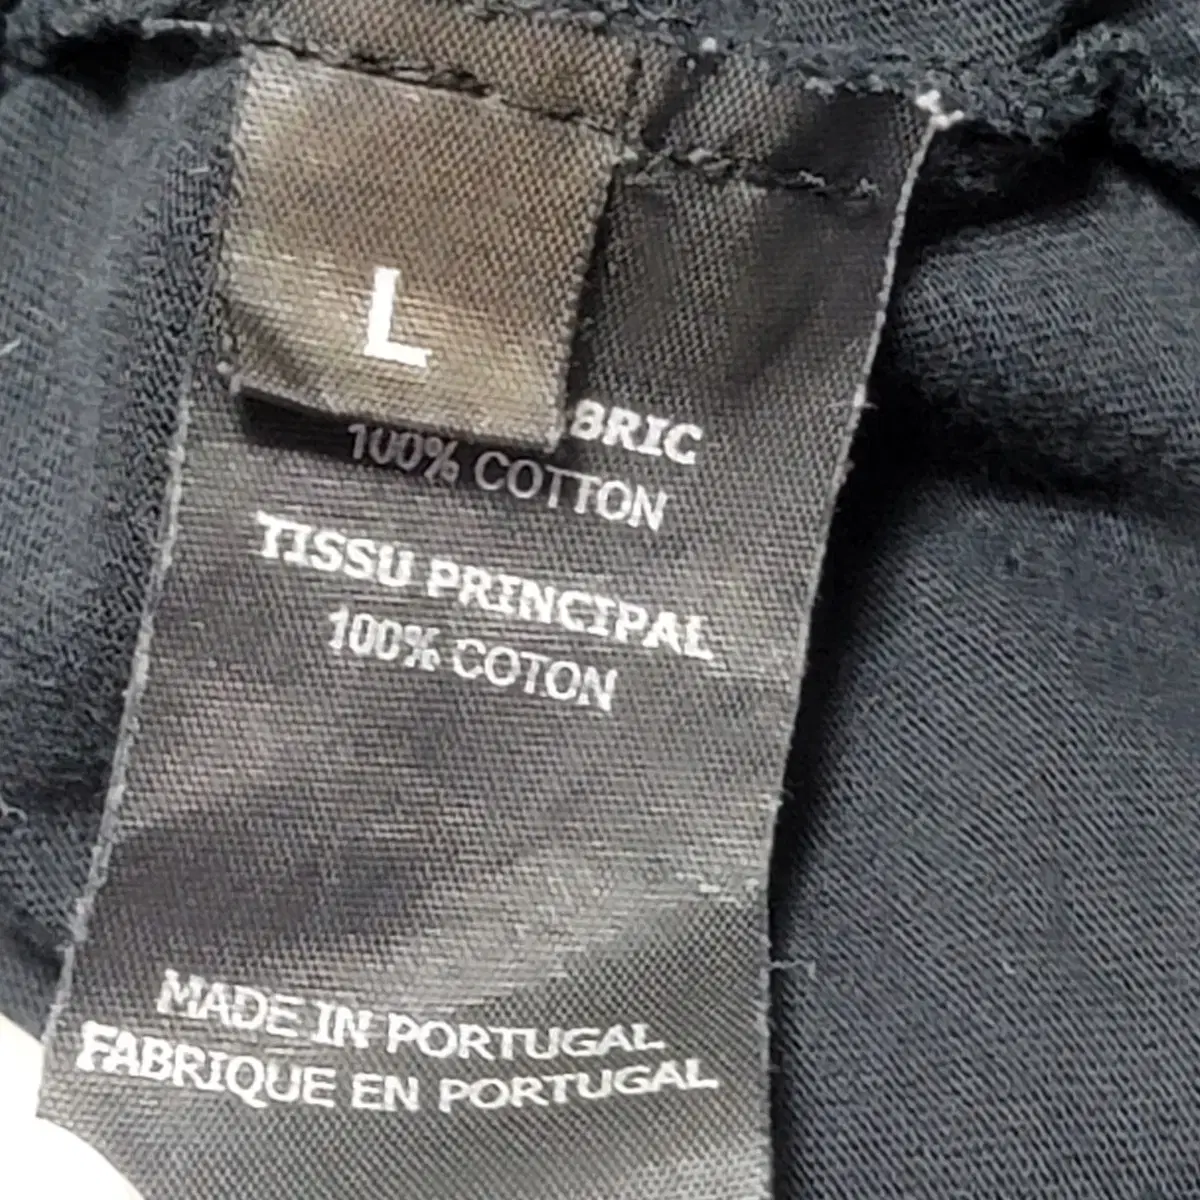 L
BRIC
100% COTTON
TISSU PRINCIPAL
100% COTON
MADE IN PORTUGAL
FABRIQUE EN PORTUGAL